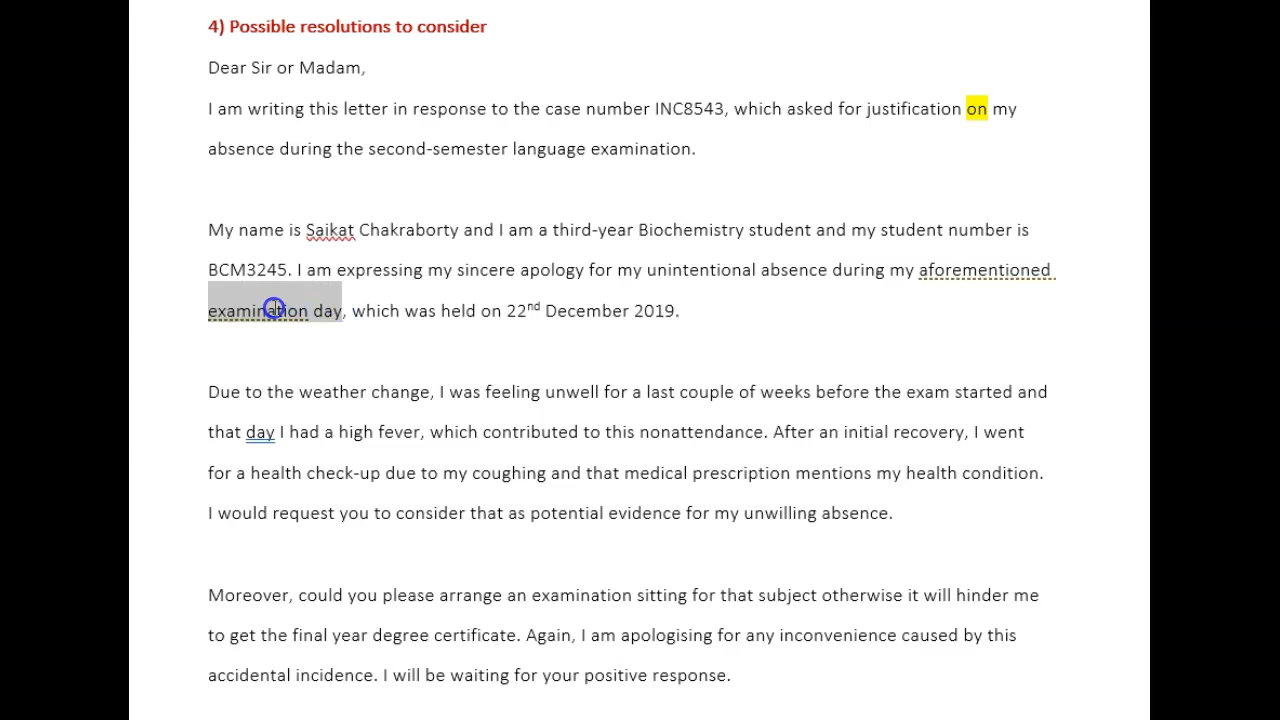 4) Possible resolutions to consider
Dear Sir or Madam,
I am writing this letter in response to the case number INC8543, which asked for justification on my
absence during the second-semester language examination.
My name is Saikat Chakraborty and I am a third-year Biochemistry student and my student number is
BCM3245. I am expressing my sincere apology for my unintentional absence during my aforementioned
examination day, which was held on 22nd December 2019.
Due to the weather change, I was feeling unwell for a last couple of weeks before the exam started and
that day I had a high fever, which contributed to this nonattendance. After an initial recovery, I went
for a health check-up due to my coughing and that medical prescription mentions my health condition.
I would request you to consider that as potential evidence for my unwilling absence.
Moreover, could you please arrange an examination sitting for that subject otherwise it will hinder me
to get the final year degree certificate. Again, I am apologising for any inconvenience caused by this
accidental incidence. I will be waiting for your positive response.